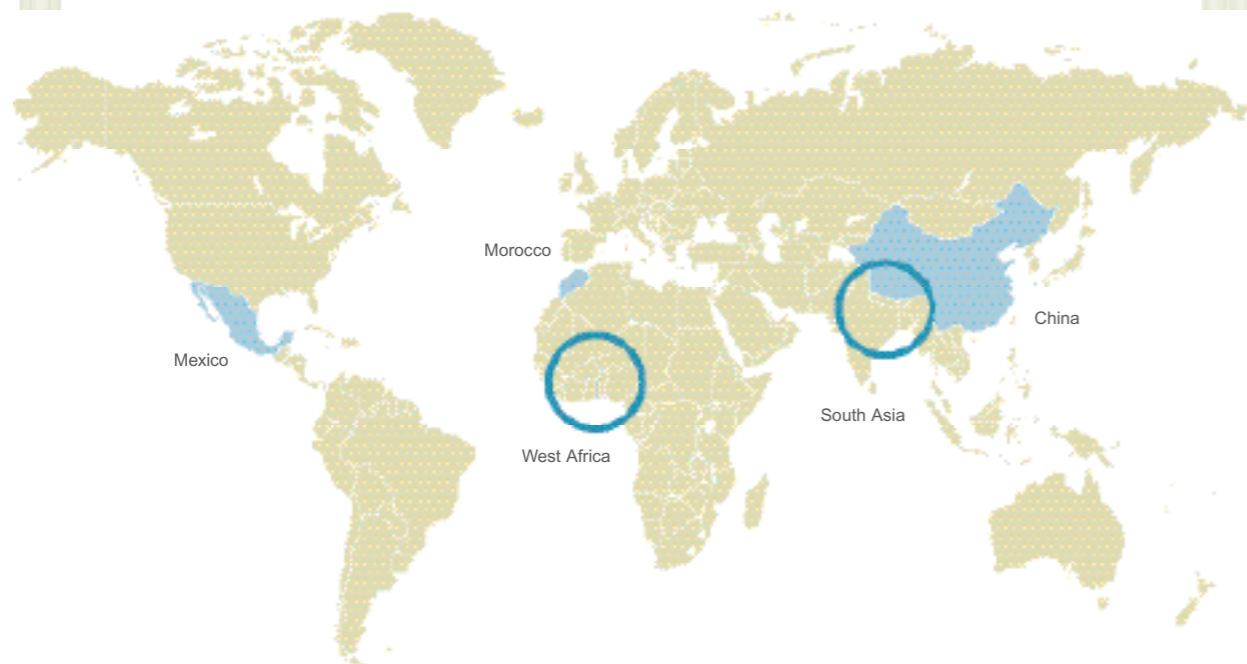 Morocco
China
Mexico
South Asia
West Africa